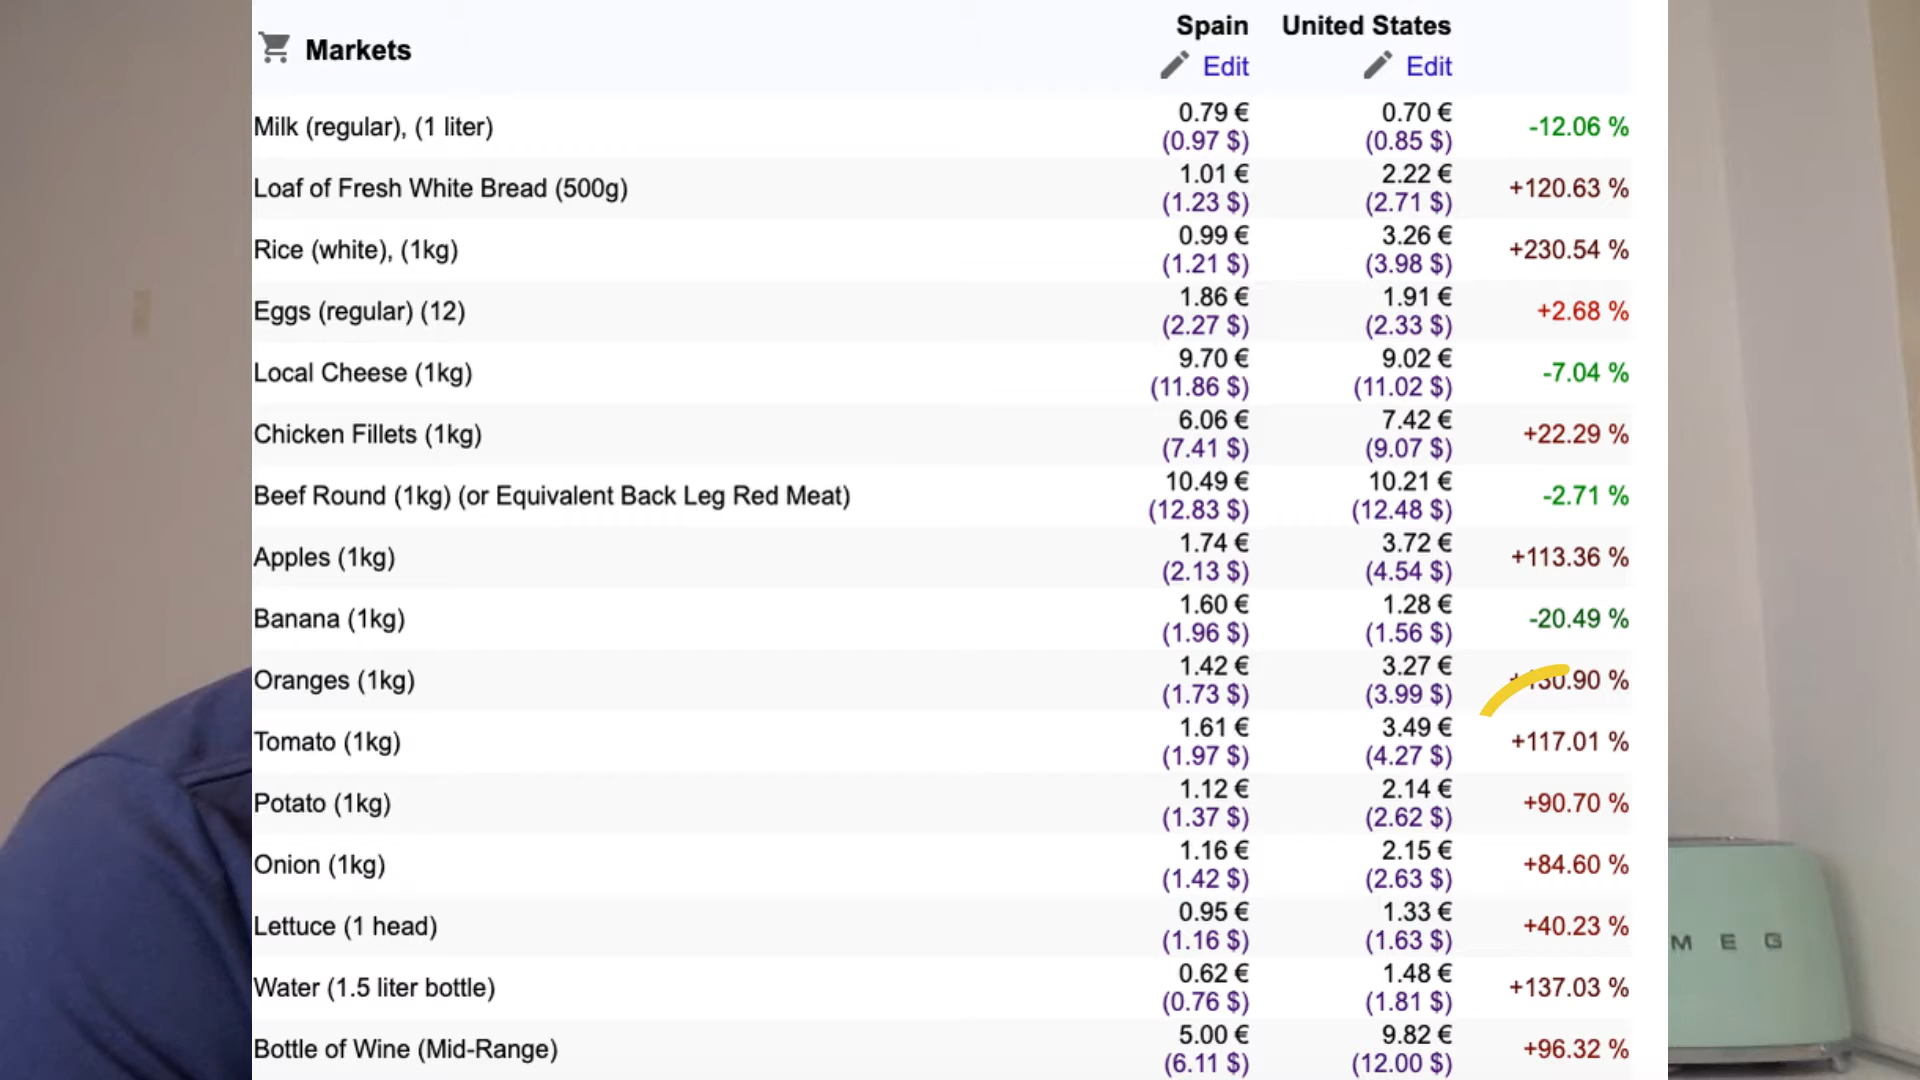 Markets Spain United States
Edit Edit
Milk (regular), (1 liter) 0.79 € (0.97 $) 0.70 € (0.85 $) -12.06 %
Loaf of Fresh White Bread (500g) 1.01 € (1.23 $) 2.22 € (2.71 $) +120.63 %
Rice (white), (1kg) 0.99 € (1.21 $) 3.26 € (3.98 $) +230.54 %
Eggs (regular) (12) 1.86 € (2.27 $) 1.91 € (2.33 $) +2.68 %
Local Cheese (1kg) 9.70 € (11.86 $) 9.02 € (11.02 $) -7.04 %
Chicken Fillets (1kg) 6.06 € (7.41 $) 7.42 € (9.07 $) +22.29 %
Beef Round (1kg) (or Equivalent Back Leg Red Meat) 10.49 € (12.83 $) 10.21 € (12.48 $) -2.71 %
Apples (1kg) 1.74 € (2.13 $) 3.72 € (4.54 $) +113.36 %
Banana (1kg) 1.60 € (1.96 $) 1.28 € (1.56 $) -20.49 %
Oranges (1kg) 1.42 € (1.73 $) 3.27 € (3.99 $) +130.90 %
Tomato (1kg) 1.61 € (1.97 $) 3.49 € (4.27 $) +117.01 %
Potato (1kg) 1.12 € (1.37 $) 2.14 € (2.62 $) +90.70 %
Onion (1kg) 1.16 € (1.42 $) 2.15 € (2.63 $) +84.60 %
Lettuce (1 head) 0.95 € (1.16 $) 1.33 € (1.63 $) +40.23 %
MEG
Water (1.5 liter bottle) 0.62 € (0.76 $) 1.48 € (1.81 $) +137.03 %
Bottle of Wine (Mid-Range) 5.00 € (6.11 $) 9.82 € (12.00 $) +96.32 %